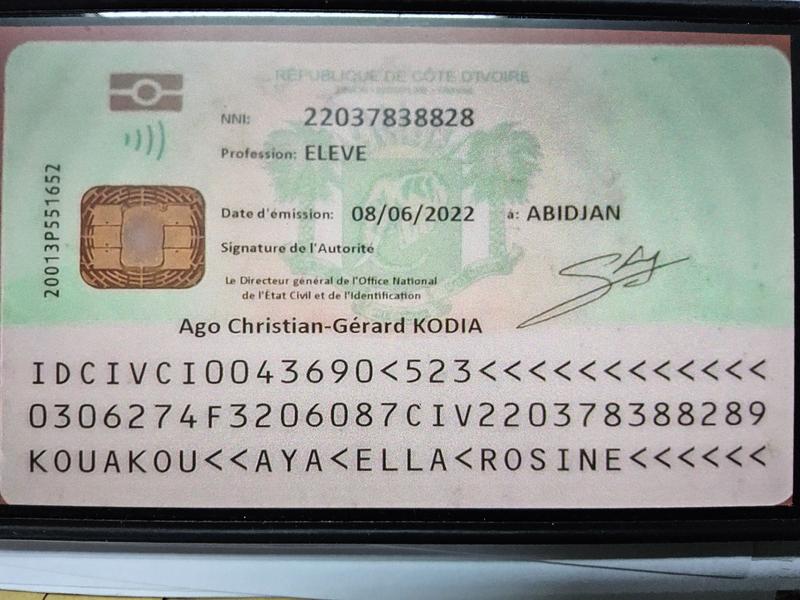 RÉPUBLIQUE DE CÔTE D'IVOIRE
NNI: 22037838828
Profession: ELEVE
20013P551652
Date d'émission: 08/06/2022 à: ABIDJAN
Signature de l'Autorité
Le Directeur général de l'Office National
de l'État Civil et de l'Identification
Ago Christian-Gérard KODIA
IDCIVCI0043690<523<<<<<<<<<<<<
0306274F3206087CIV220378388289
KOUAKOU<<AYA<ELLA<ROSINE<<<<<<